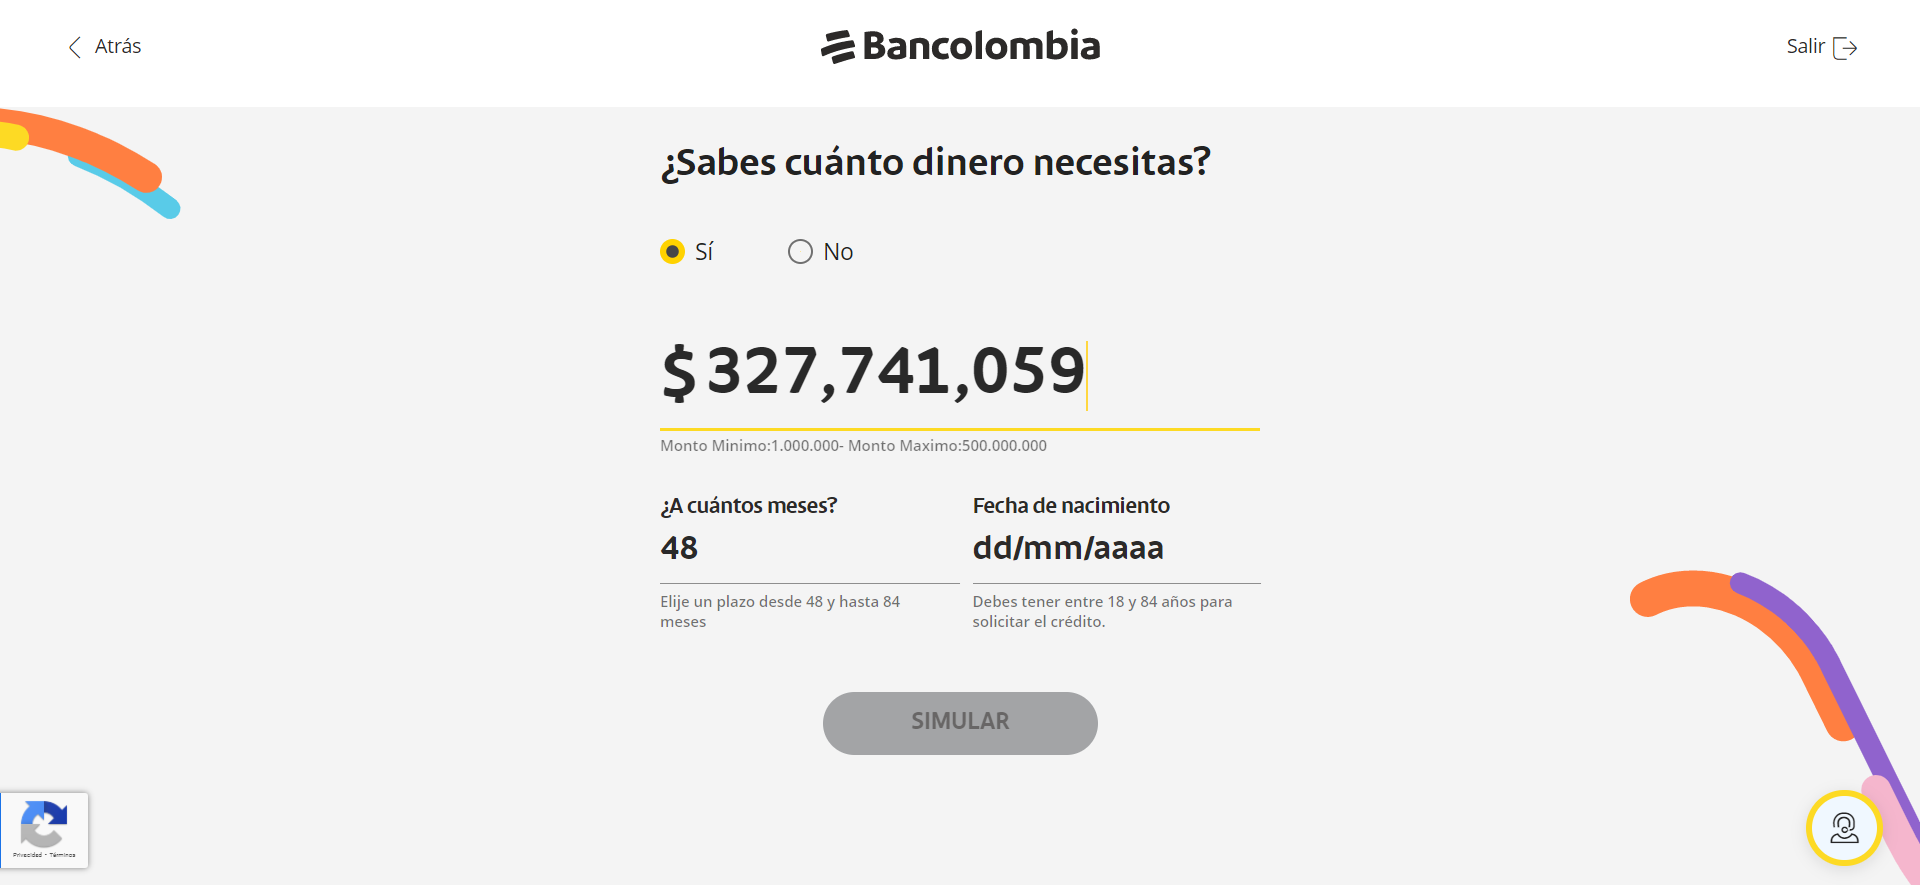 Atrás
Bancolombia
Salir
¿Sabes cuánto dinero necesitas?
Sí
No
$ 327,741,059
Monto Minimo:1.000.000- Monto Maximo:500.000.000
¿A cuántos meses?
48
Elije un plazo desde 48 y hasta 84
meses
Fecha de nacimiento
dd/mm/aaaa
Debes tener entre 18 y 84 años para
solicitar el crédito.
SIMULAR
Privacidad - Términos